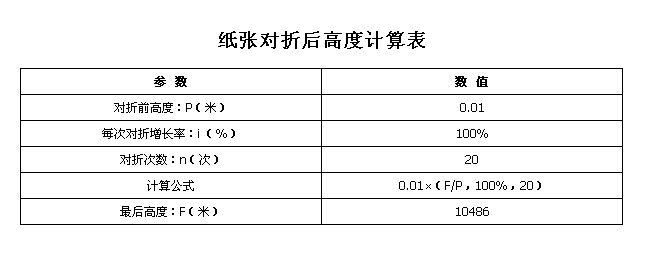 纸张对折后高度计算表
参 数 数 值
对折前高度：P（米） 0.01
每次对折增长率：i（%） 100%
对折次数：n（次） 20
计算公式 0.01×（F/P，100%，20）
最后高度：F（米） 10486